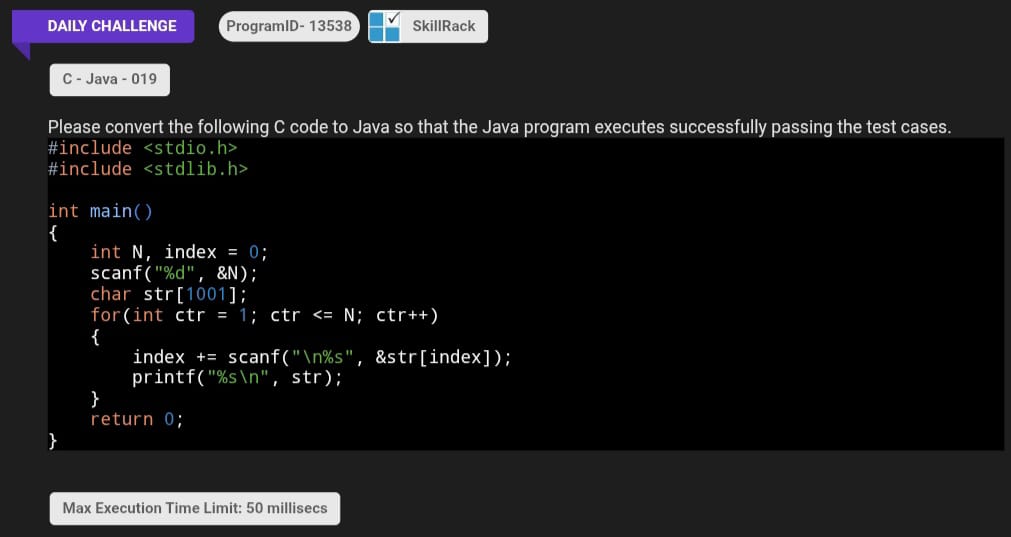 DAILY CHALLENGE ProgramID- 13538 SkillRack
C - Java - 019
Please convert the following C code to Java so that the Java program executes successfully passing the test cases.
#include <stdio.h>
#include <stdlib.h>
int main()
{
    int N, index = 0;
    scanf("%d", &N);
    char str[1001];
    for(int ctr = 1; ctr <= N; ctr++)
    {
        index += scanf("\n%s", &str[index]);
        printf("%s\n", str);
    }
    return 0;
}
Max Execution Time Limit: 50 millisecs